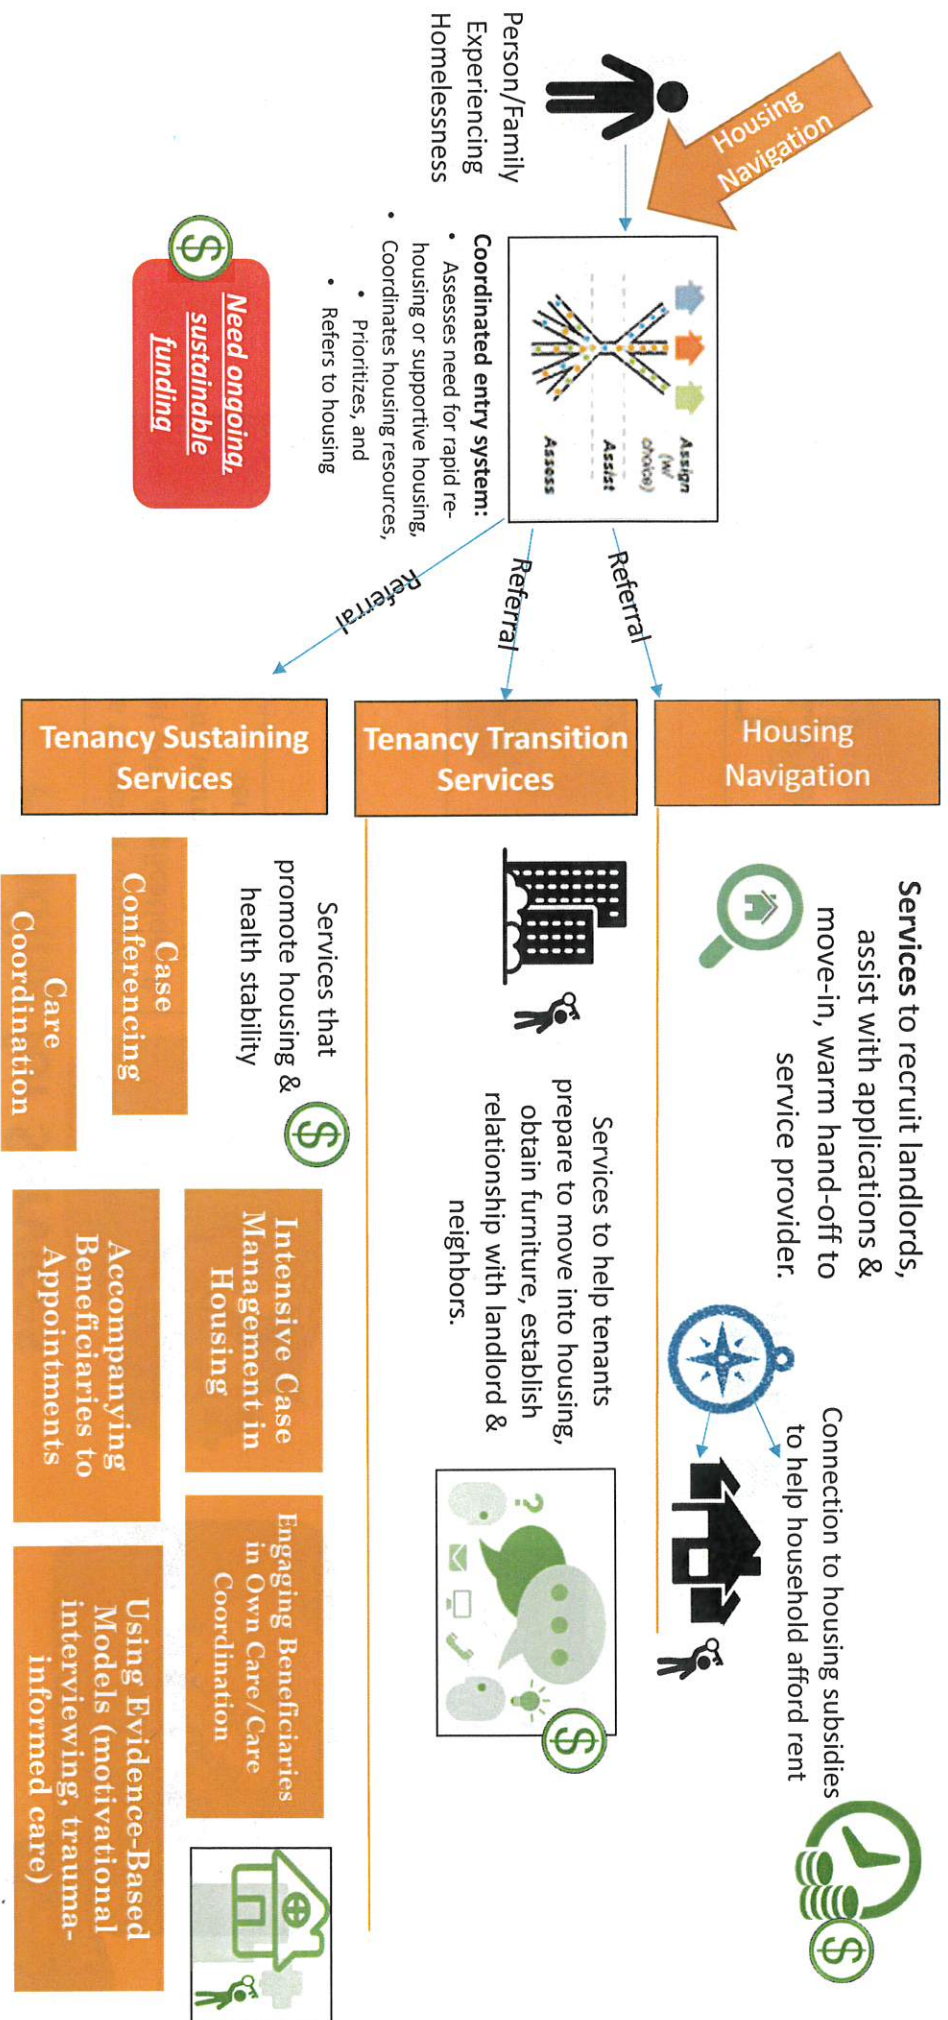 Housing
Navigation
Person/Family
Experiencing
Homelessness
Assign
(w/
choice)
Assist
Assess
Coordinated entry system:
• Assesses need for rapid re-
housing or supportive housing,
• Coordinates housing resources,
• Prioritizes, and
• Refers to housing
$
Need ongoing,
sustainable
funding
Referral
Referral
Referral
Housing
Navigation
Services to recruit landlords,
assist with applications &
move-in, warm hand-off to
service provider.
Connection to housing subsidies
to help household afford rent
$
Tenancy Transition
Services
Services to help tenants
prepare to move into housing,
obtain furniture, establish
relationship with landlord &
neighbors.
?
$
Tenancy Sustaining
Services
Services that
promote housing &
health stability
$
Case
Conferencing
Care
Coordination
Intensive Case
Management in
Housing
Accompanying
Beneficiaries to
Appointments
Engaging Beneficiaries
in Own Care/Care
Coordination
Using Evidence-Based
Models (motivational
interviewing, trauma-
informed care)